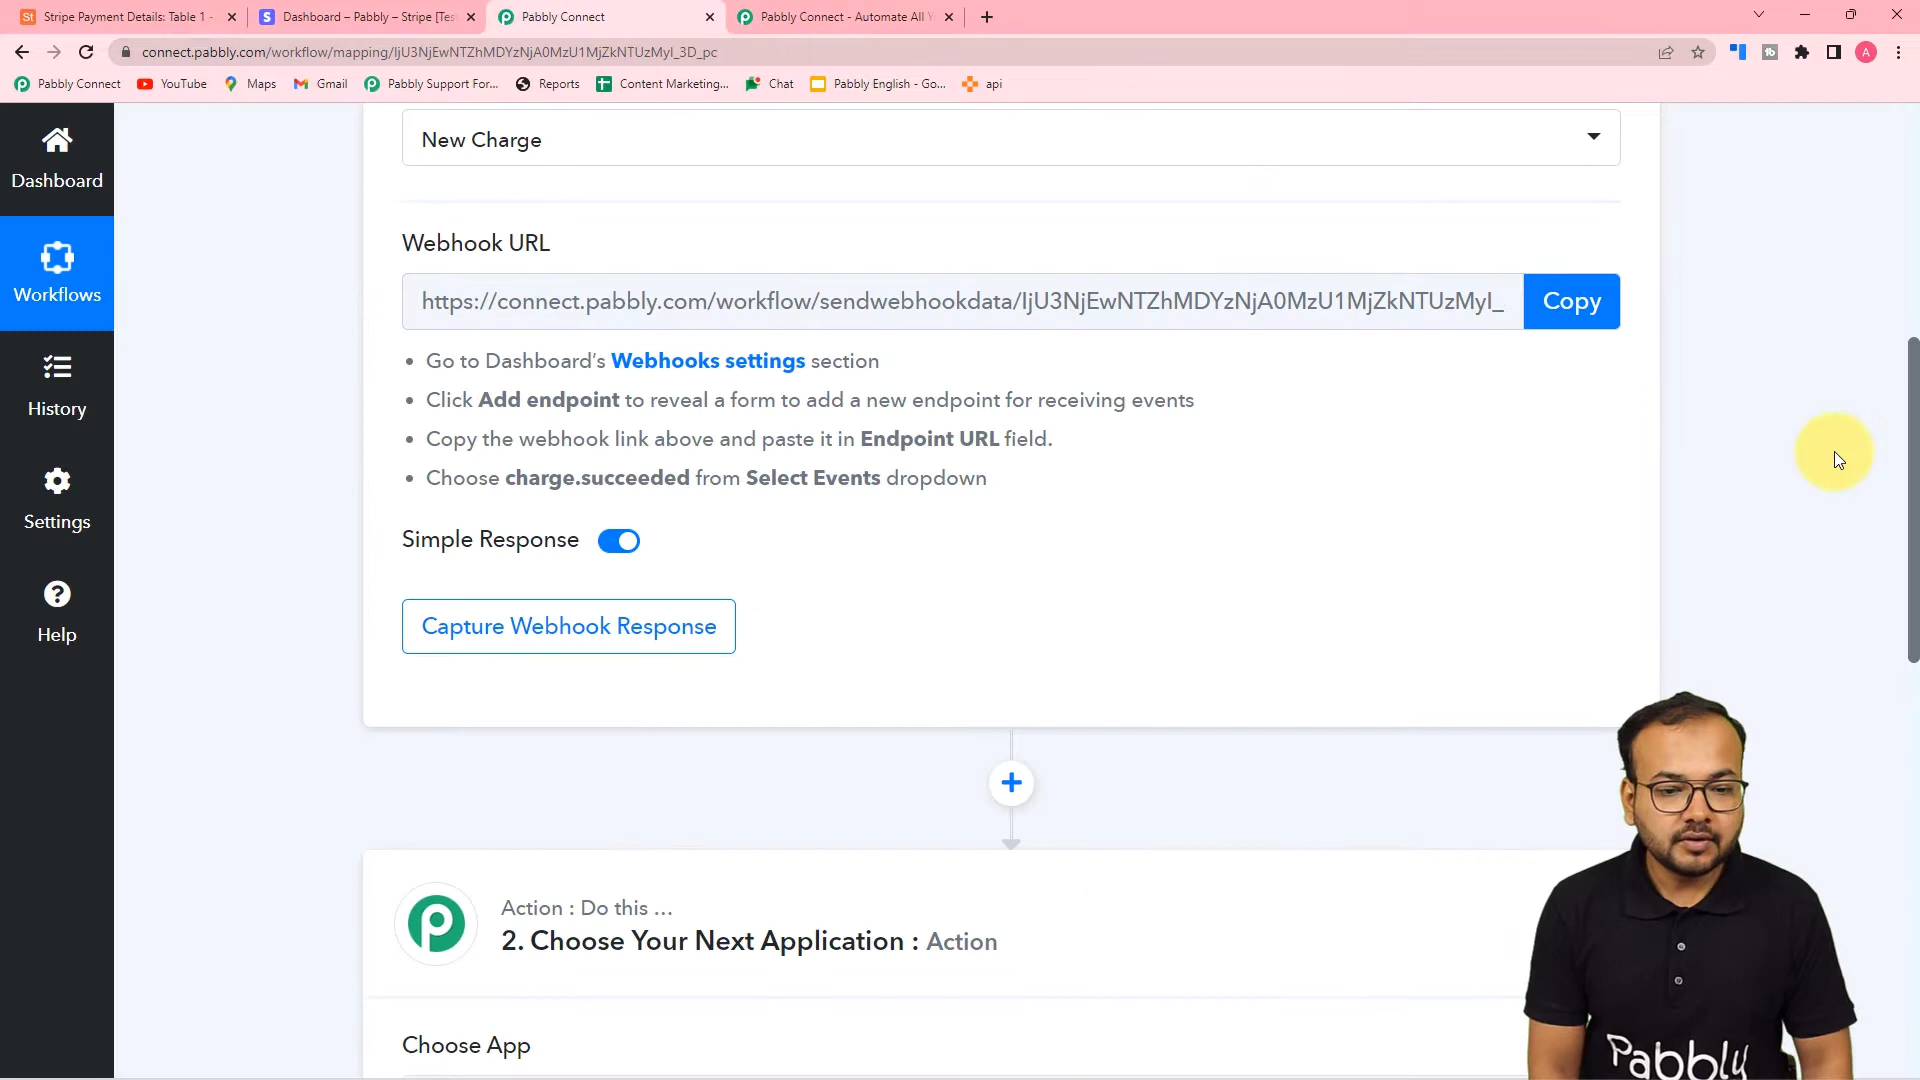 Stripe Payment Details: Table 1 -
Dashboard – Pabbly – Stripe [Tes
Pabbly Connect
Pabbly Connect - Automate All Y
connect.pabbly.com/workflow/mapping/IjU3NjEwNTZhMDYzNjA0MzU1MjZkNTUzMyI_3D_pc
Pabbly Connect
YouTube
Maps
Gmail
Pabbly Support For...
Reports
Content Marketing...
Chat
Pabbly English - Go...
api
Dashboard
Workflows
History
Settings
Help
New Charge
Webhook URL
https://connect.pabbly.com/workflow/sendwebhookdata/IjU3NjEwNTZhMDYzNjA0MzU1MjZkNTUzMyI_
Copy
• Go to Dashboard's Webhooks settings section
• Click Add endpoint to reveal a form to add a new endpoint for receiving events
• Copy the webhook link above and paste it in Endpoint URL field.
• Choose charge.succeeded from Select Events dropdown
Simple Response
Capture Webhook Response
Action : Do this ...
2. Choose Your Next Application : Action
Choose App
Pabbly